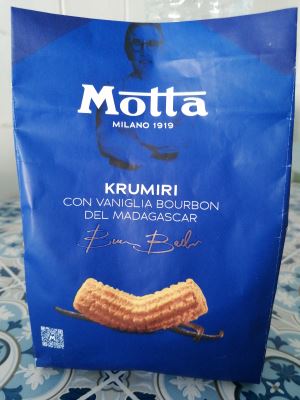 Motta
MILANO 1919
KRUMIRI
CON VANIGLIA BOURBON
DEL MADAGASCAR